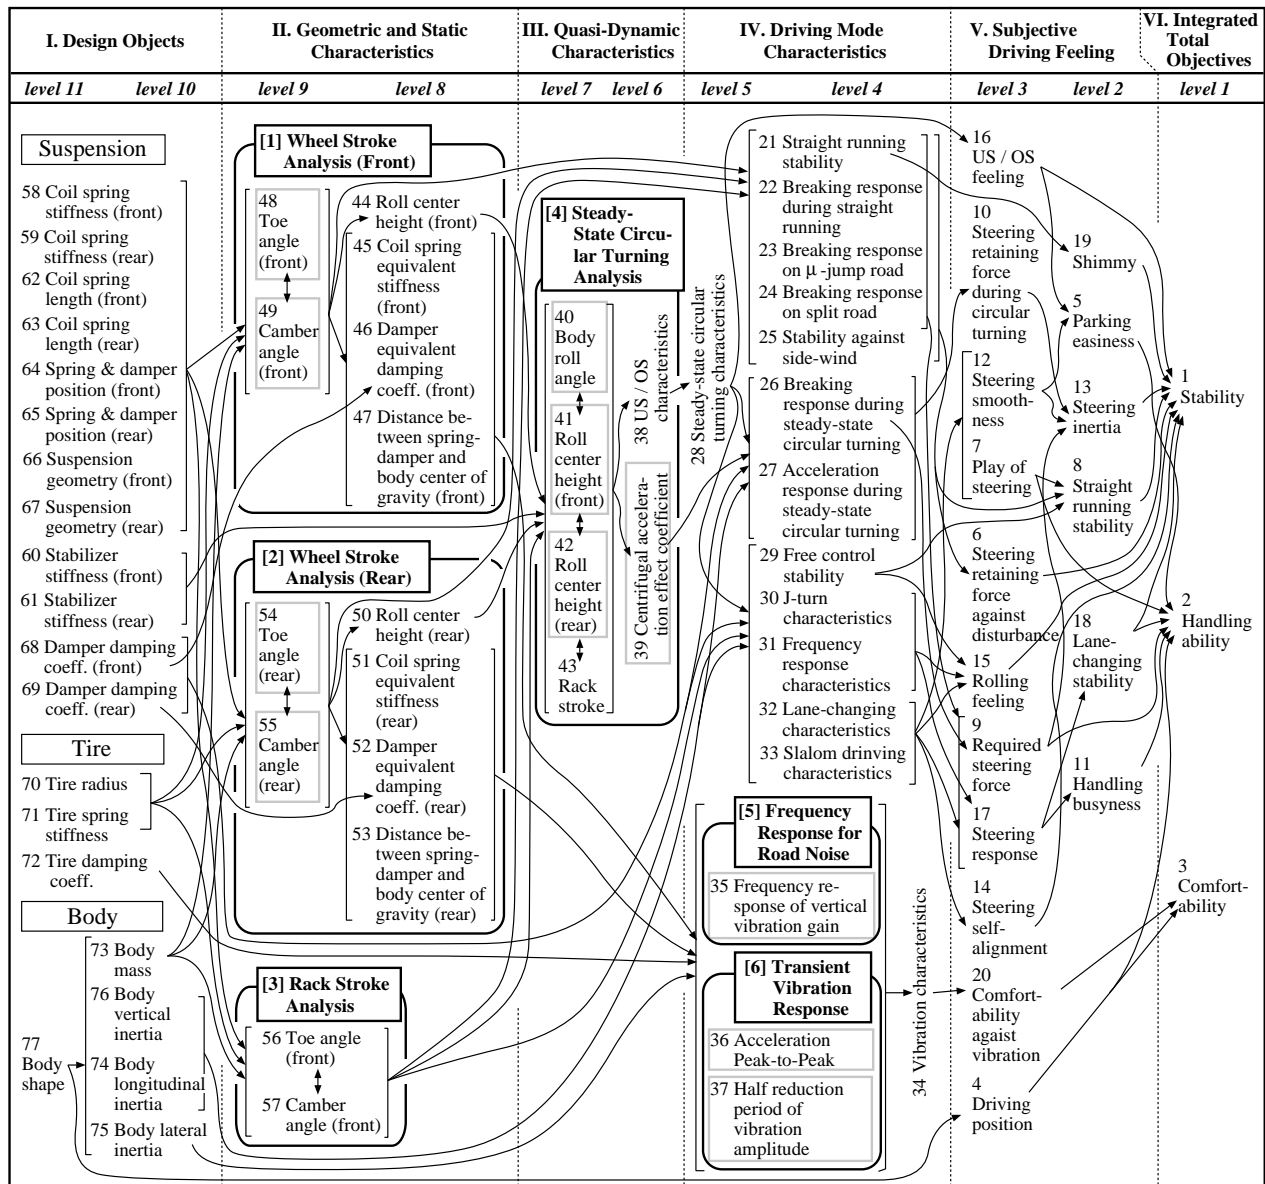 I. Design Objects
II. Geometric and Static
Characteristics
III. Quasi-Dynamic
Characteristics
IV. Driving Mode
Characteristics
V. Subjective
Driving Feeling
VI. Integrated
Total
Objectives
level 11
level 10
level 9
level 8
level 7
level 6
level 5
level 4
level 3
level 2
level 1
Suspension
58 Coil spring
stiffness (front)
59 Coil spring
stiffness (rear)
62 Coil spring
length (front)
63 Coil spring
length (rear)
64 Spring & damper
position (front)
65 Spring & damper
position (rear)
66 Suspension
geometry (front)
67 Suspension
geometry (rear)
60 Stabilizer
stiffness (front)
61 Stabilizer
stiffness (rear)
68 Damper damping
coeff. (front)
69 Damper damping
coeff. (rear)
Tire
70 Tire radius
71 Tire spring
stiffness
72 Tire damping
coeff.
Body
73 Body
mass
76 Body
vertical
inertia
77
Body
shape
74 Body
longitudinal
inertia
75 Body lateral
inertia
[1] Wheel Stroke
Analysis (Front)
48
Toe
angle
(front)
49
Camber
angle
(front)
44 Roll center
height (front)
45 Coil spring
equivalent
stiffness
(front)
46 Damper
equivalent
damping
coeff. (front)
47 Distance be-
tween spring-
damper and
body center of
gravity (front)
[2] Wheel Stroke
Analysis (Rear)
54
Toe
angle
(rear)
55
Camber
angle
(rear)
50 Roll center
height (rear)
51 Coil spring
equivalent
stiffness
(rear)
52 Damper
equivalent
damping
coeff. (rear)
53 Distance be-
tween spring-
damper and
body center of
gravity (rear)
[3] Rack Stroke
Analysis
56 Toe angle
(front)
57 Camber
angle (front)
[4] Steady-
State Circu-
lar Turning
Analysis
40
Body
roll
angle
41
Roll
center
height
(front)
42
Roll
center
height
(rear)
43
Rack
stroke
38 US / OS
characteristics
39 Centrifugal accelera-
tion effect coefficient
28 Steady-state circular
turning characteristics
21 Straight running
stability
22 Breaking response
during straight
running
23 Breaking response
on μ-jump road
24 Breaking response
on split road
25 Stability against
side-wind
26 Breaking
response during
steady-state
circular turning
27 Acceleration
response during
steady-state
circular turning
29 Free control
stability
30 J-turn
characteristics
31 Frequency
response
characteristics
32 Lane-changing
characteristics
33 Slalom drinving
characteristics
[5] Frequency
Response for
Road Noise
35 Frequency re-
sponse of vertical
vibration gain
[6] Transient
Vibration
Response
36 Acceleration
Peak-to-Peak
37 Half reduction
period of
vibration
amplitude
34 Vibration characteristics
16
US / OS
feeling
10
Steering
retaining
force
during
circular
turning
12
Steering
smooth-
ness
7
Play of
steering
6
Steering
retaining
force
against
disturbance
15
Rolling
feeling
9
Required
steering
force
17
Steering
response
14
Steering
self-
alignment
20
Comfort-
ability
agaist
vibration
4
Driving
position
19
Shimmy
5
Parking
easiness
13
Steering
inertia
8
Straight
running
stability
18
Lane-
changing
stability
11
Handling
busyness
1
Stability
2
Handling
ability
3
Comfort-
ability